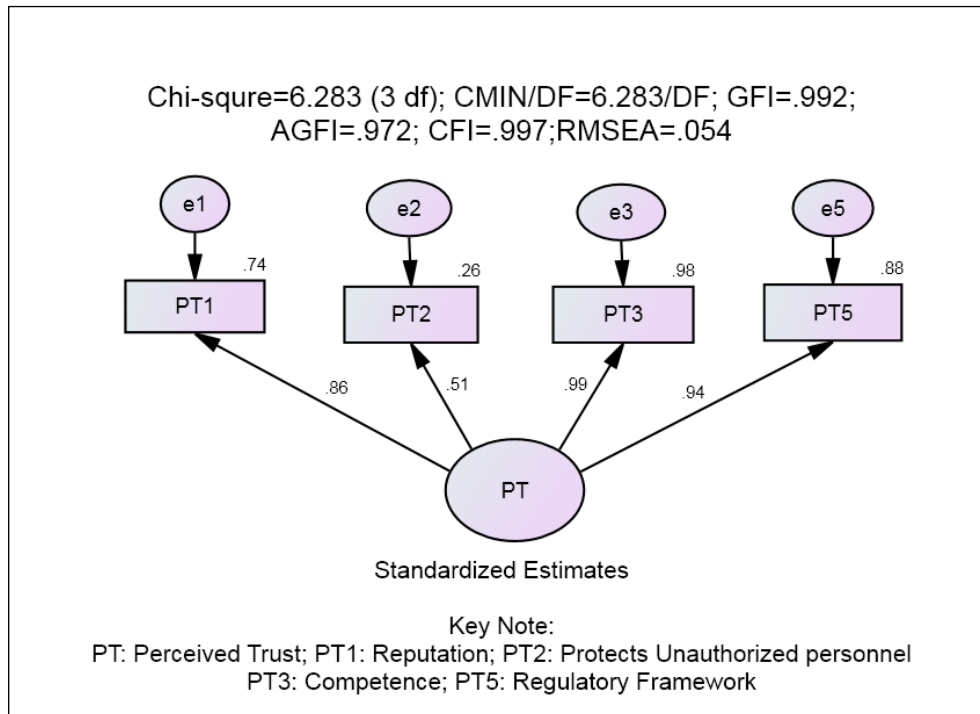 Chi-squre=6.283 (3 df); CMIN/DF=6.283/DF; GFI=.992;
AGFI=.972; CFI=.997;RMSEA=.054
e1
e2
e3
e5
.74
.26
.98
.88
PT1
PT2
PT3
PT5
.86
.51
.99
.94
PT
Standardized Estimates
Key Note:
PT: Perceived Trust; PT1: Reputation; PT2: Protects Unauthorized personnel
PT3: Competence; PT5: Regulatory Framework